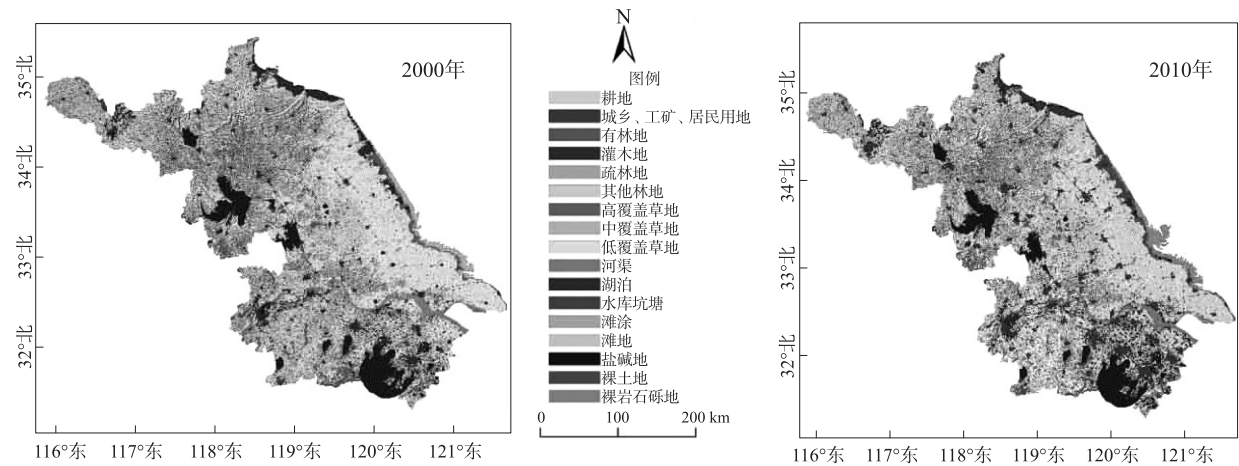 2000年
35°北
34°北
33°北
32°北
116°东 117°东 118°东 119°东 120°东 121°东
N
图例
耕地
城乡、工矿、居民用地
有林地
灌木地
疏林地
其他林地
高覆盖草地
中覆盖草地
低覆盖草地
河渠
湖泊
水库坑塘
滩涂
滩地
盐碱地
裸土地
裸岩石砾地
0 100 200 km
2010年
35°北
34°北
33°北
32°北
116°东 117°东 118°东 119°东 120°东 121°东